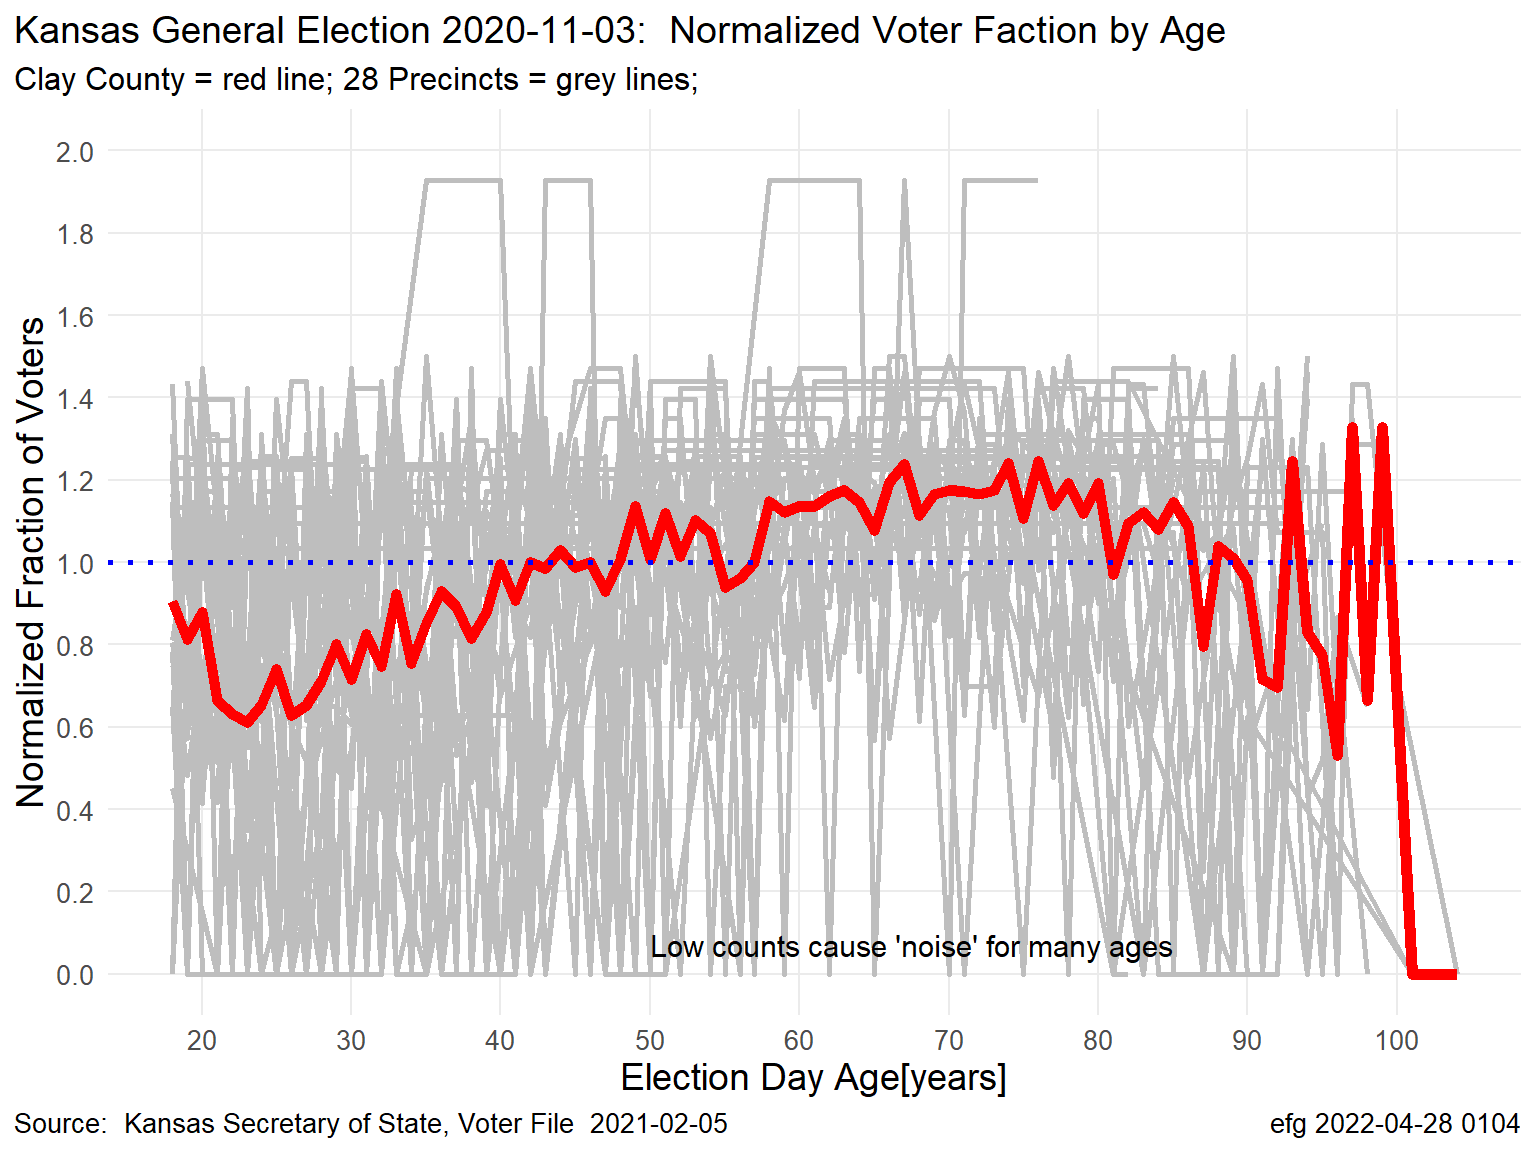 Kansas General Election 2020-11-03:  Normalized Voter Faction by Age
Clay County = red line; 28 Precincts = grey lines;
Normalized Fraction of Voters
2.0
1.8
1.6
1.4
1.2
1.0
0.8
0.6
0.4
0.2
0.0
Low counts cause 'noise' for many ages
20 30 40 50 60 70 80 90 100
Election Day Age[years]
Source:  Kansas Secretary of State, Voter File  2021-02-05
efg 2022-04-28 0104